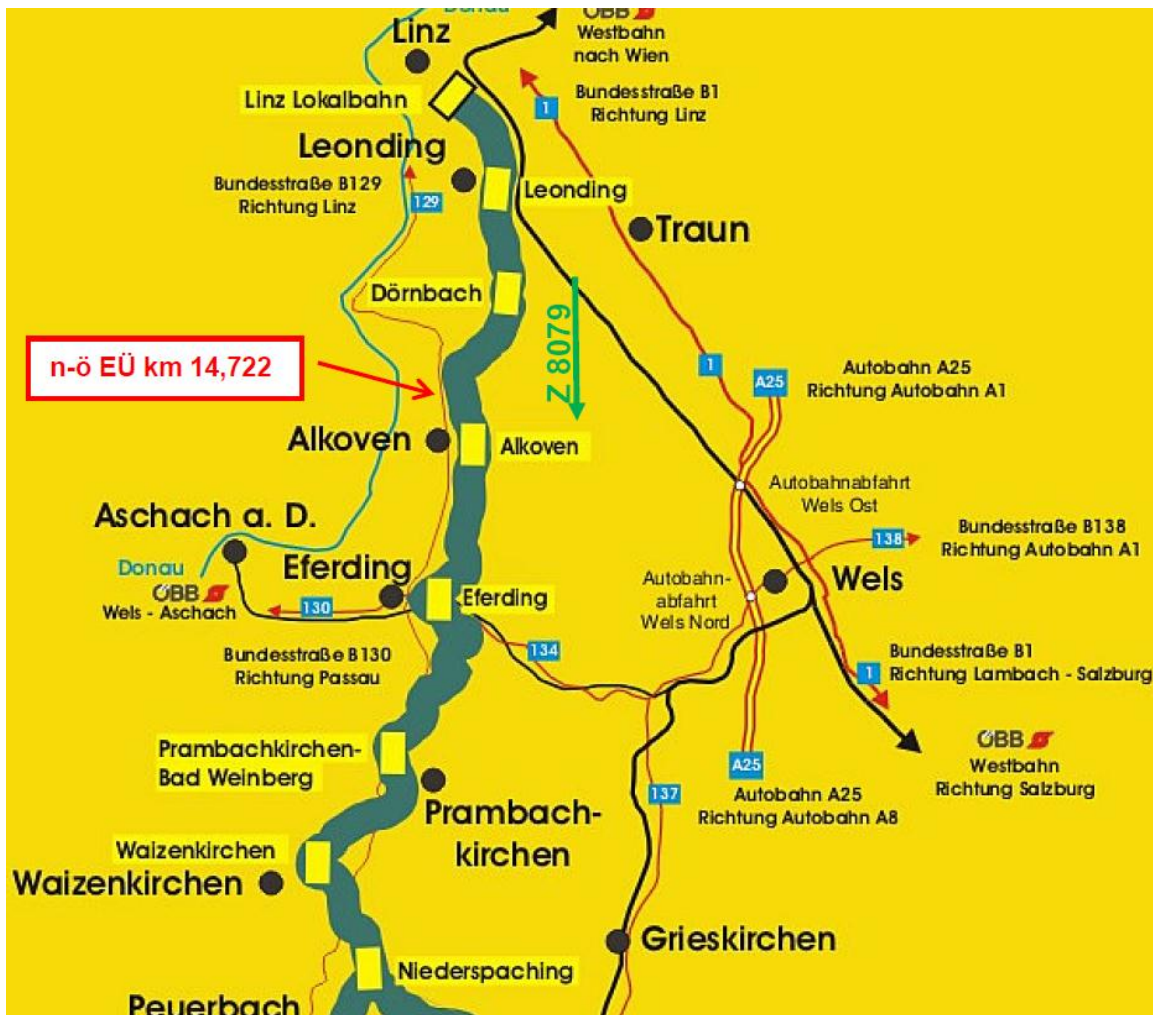 Donau
Linz
ÖBB
Westbahn
nach Wien
Linz Lokalbahn
1
Bundesstraße B1
Richtung Linz
Leonding
Bundesstraße B129
Richtung Linz
129
Leonding
Traun
Dörnbach
Z 8079
n-ö EÜ km 14,722
1
A25
Autobahn A25
Richtung Autobahn A1
Alkoven
Alkoven
Autobahnabfahrt
Wels Ost
Aschach a. D.
138
Bundesstraße B138
Richtung Autobahn A1
Donau
ÖBB
Wels - Aschach
Eferding
130
Eferding
Autobahn-
abfahrt
Wels Nord
Wels
Bundesstraße B130
Richtung Passau
134
1
Bundesstraße B1
Richtung Lambach - Salzburg
Prambachkirchen-
Bad Weinberg
A25
Autobahn A25
Richtung Autobahn A8
ÖBB
Westbahn
Richtung Salzburg
137
Prambach-
kirchen
Waizenkirchen
Waizenkirchen
Grieskirchen
Niederspaching
Peuerbach